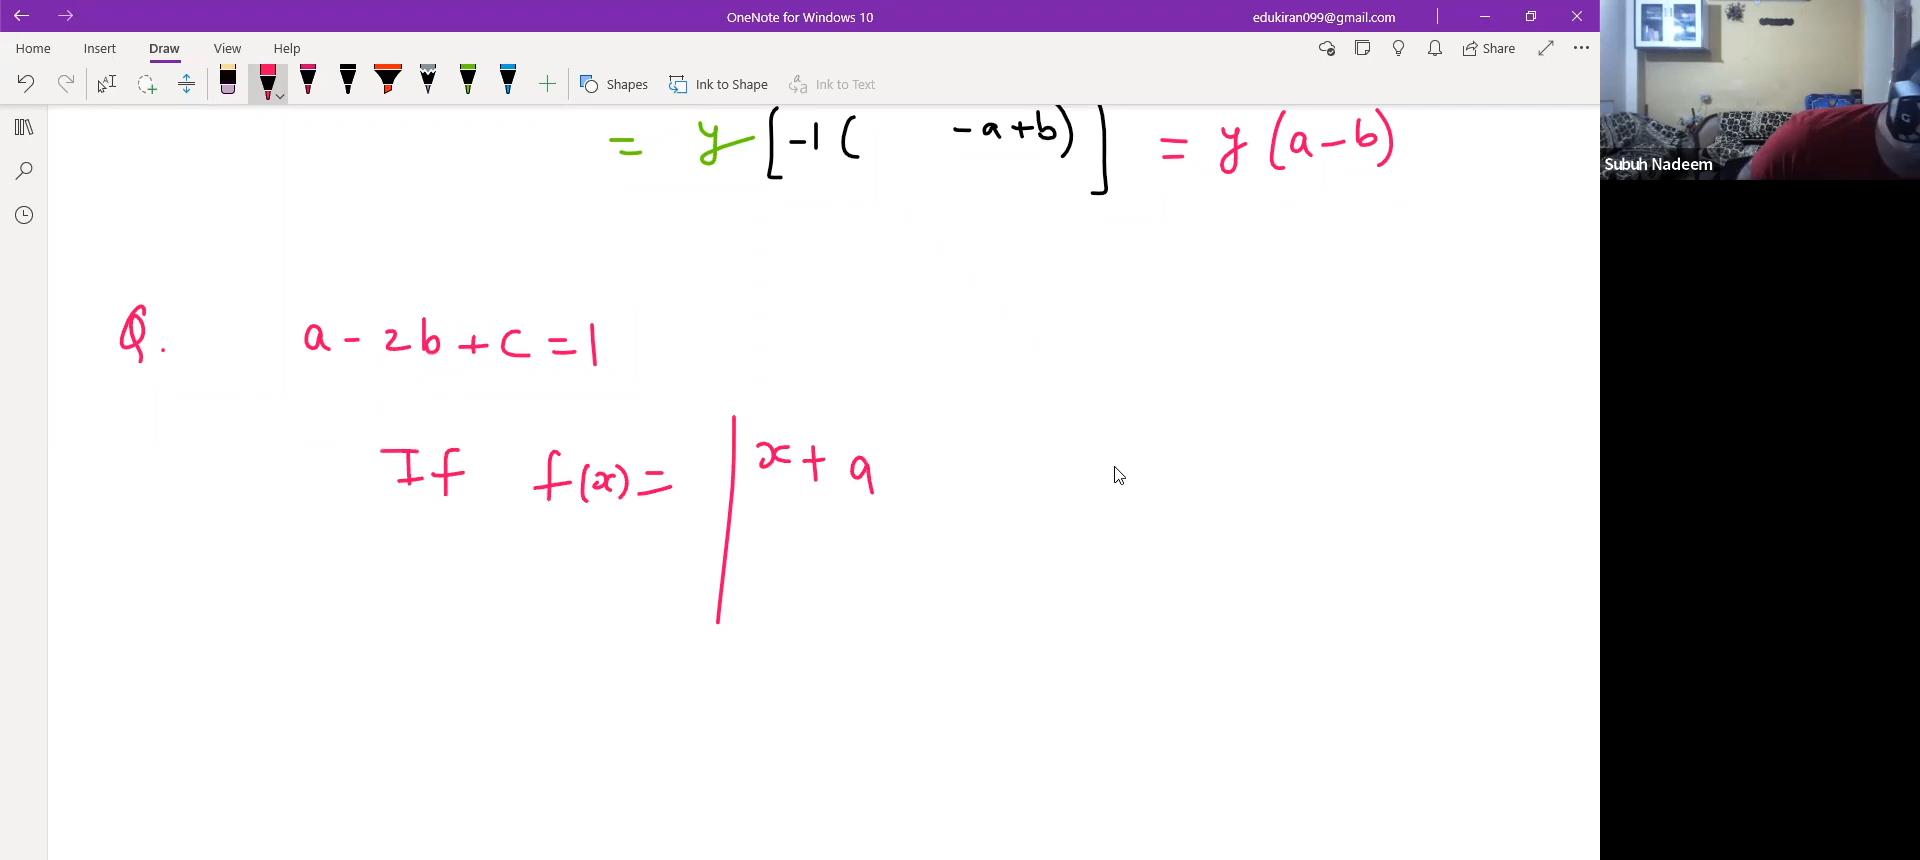 OneNote for Windows 10
edukiran099@gmail.com
Home Insert Draw View Help
Share
Shapes Ink to Shape Ink to Text
= y [-1 ( -a+b) ] = y (a-b)
Subuh Nadeem
Q. a - 2b + c = 1
If f(x) = | x + a